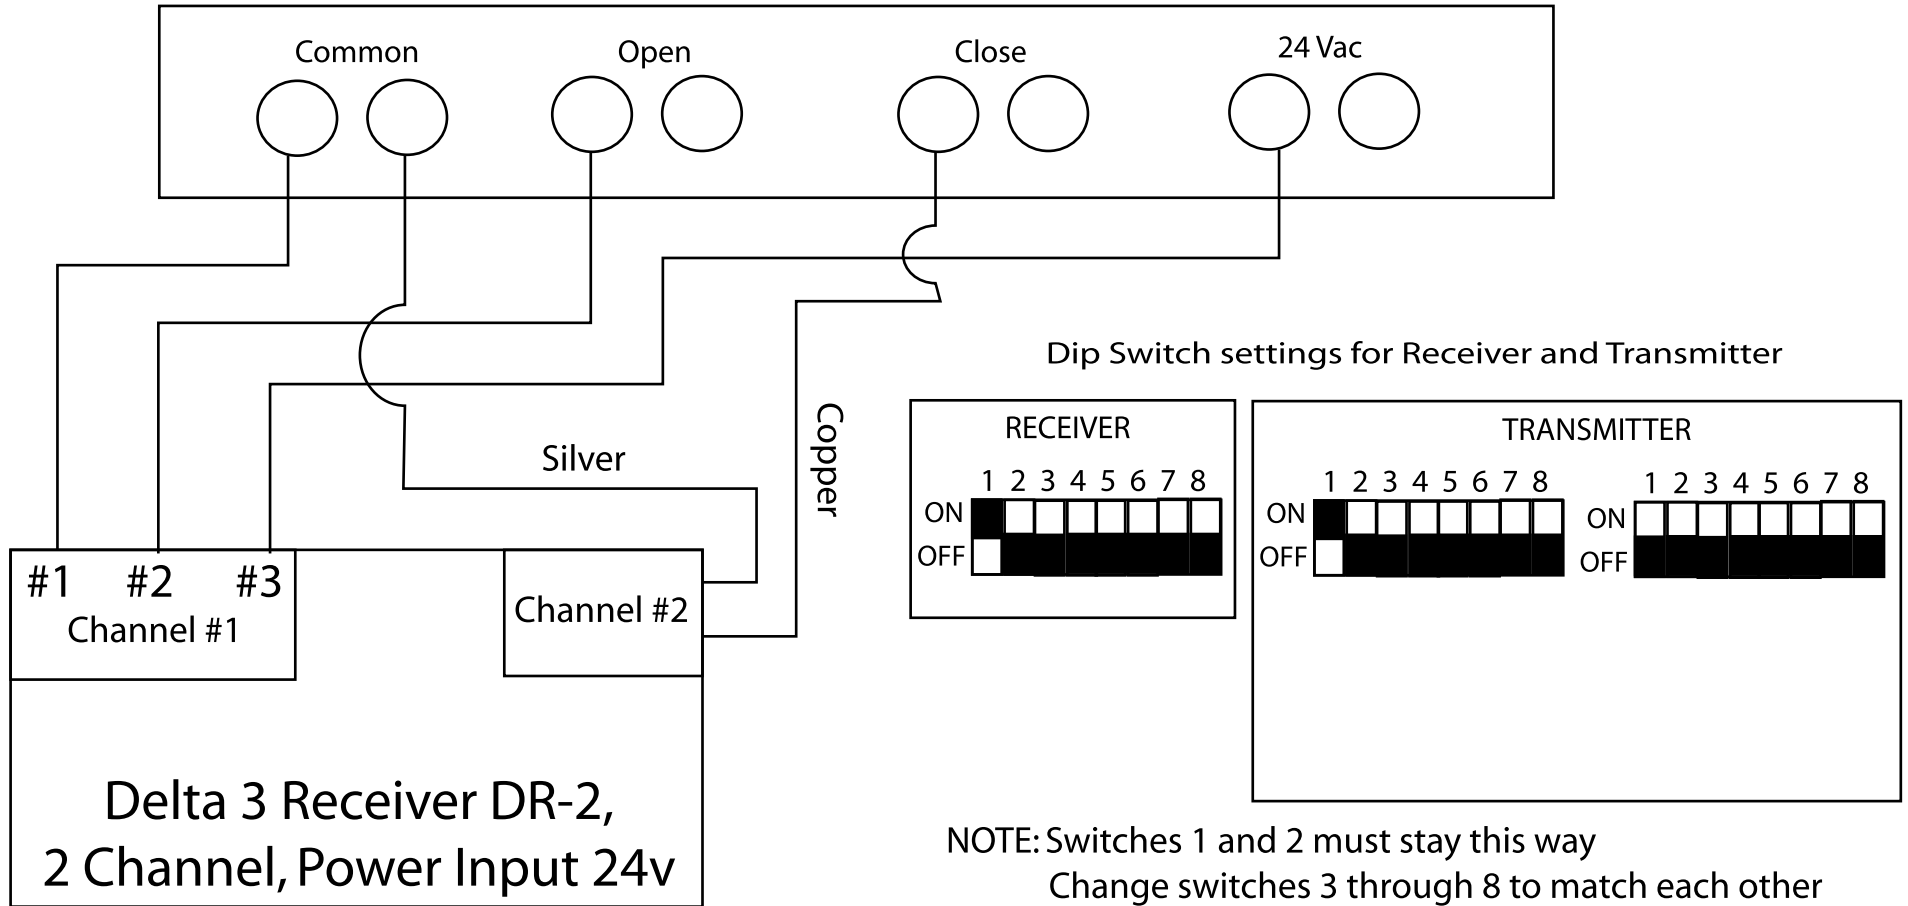 Common Open Close 24 Vac
Dip Switch settings for Receiver and Transmitter
RECEIVER
1 2 3 4 5 6 7 8
ON
OFF
TRANSMITTER
1 2 3 4 5 6 7 8
ON
OFF
1 2 3 4 5 6 7 8
ON
OFF
Copper
Silver
#1 #2 #3
Channel #1
Channel #2
Delta 3 Receiver DR-2,
2 Channel, Power Input 24v
NOTE: Switches 1 and 2 must stay this way
Change switches 3 through 8 to match each other